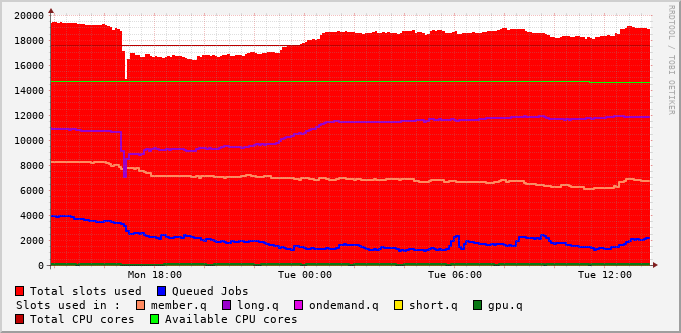 20000
18000
16000
14000
12000
10000
8000
6000
4000
2000
0
Mon 18:00 Tue 00:00 Tue 06:00 Tue 12:00
RRDTOOL / TOBI OETIKER
Total slots used Queued Jobs
Slots used in : member.q long.q ondemand.q short.q gpu.q
Total CPU cores Available CPU cores